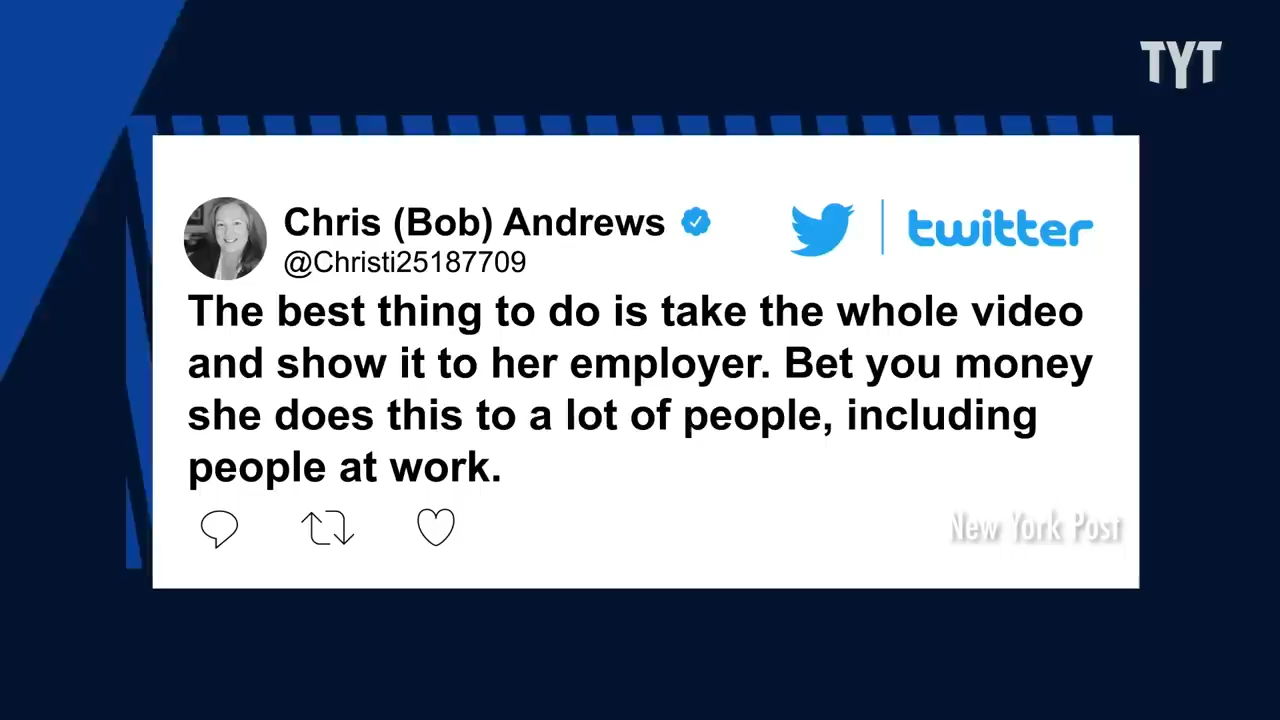 TYT
Chris (Bob) Andrews
twitter
@Christi25187709
The best thing to do is take the whole video
and show it to her employer. Bet you money
she does this to a lot of people, including
people at work.
New York Post